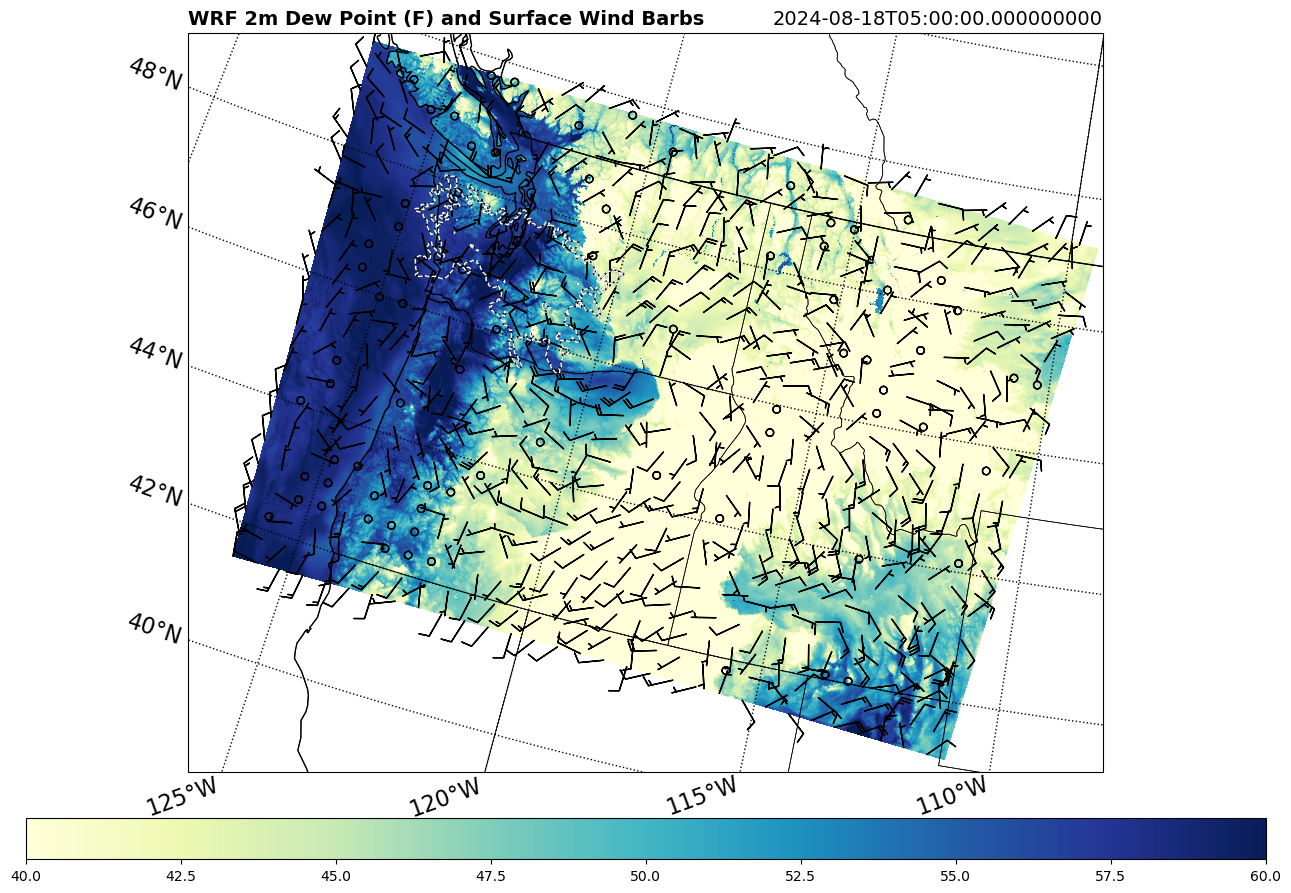 WRF 2m Dew Point (F) and Surface Wind Barbs 2024-08-18T05:00:00.000000000
48°N
46°N
44°N
42°N
40°N
125°W 120°W 115°W 110°W
40.0 42.5 45.0 47.5 50.0 52.5 55.0 57.5 60.0